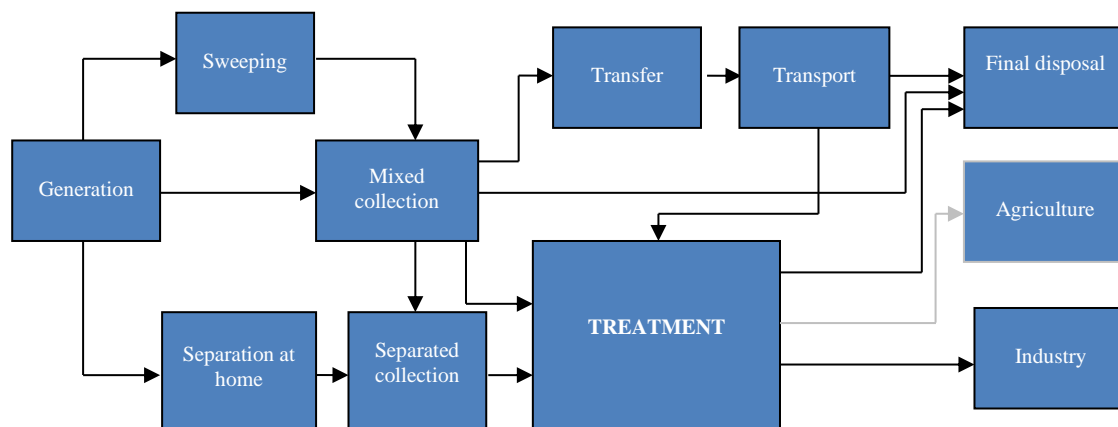 Sweeping
Transfer
Transport
Final disposal
Generation
Mixed
collection
Agriculture
TREATMENT
Separation at
home
Separated
collection
Industry